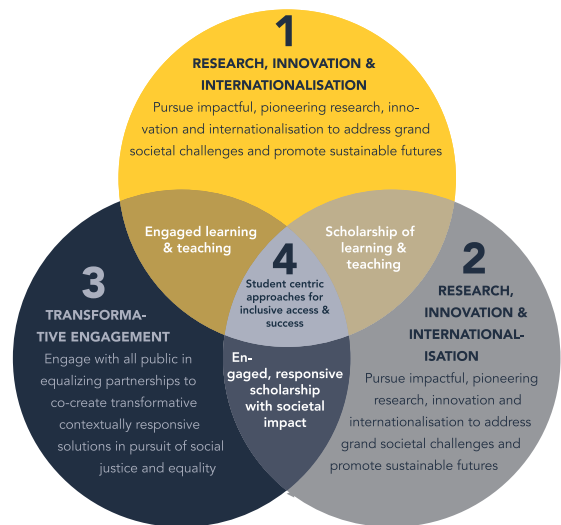 1
RESEARCH, INNOVATION &
INTERNATIONALISATION
Pursue impactful, pioneering research, inno-
vation and internationalisation to address grand
societal challenges and promote sustainable futures
Engaged learning
& teaching
Scholarship of
learning &
teaching
4
Student centric
approaches for
inclusive access &
success
3
TRANSFORMA-
TIVE ENGAGEMENT
Engage with all public in
equalizing partnerships to
co-create transformative
contextually responsive
solutions in pursuit of social
justice and equality
En-
gaged, responsive
scholarship
with societal
impact
2
RESEARCH,
INNOVATION &
INTERNATIONAL-
ISATION
Pursue impactful, pioneering
research, innovation and
internationalisation to address
grand societal challenges and
promote sustainable futures